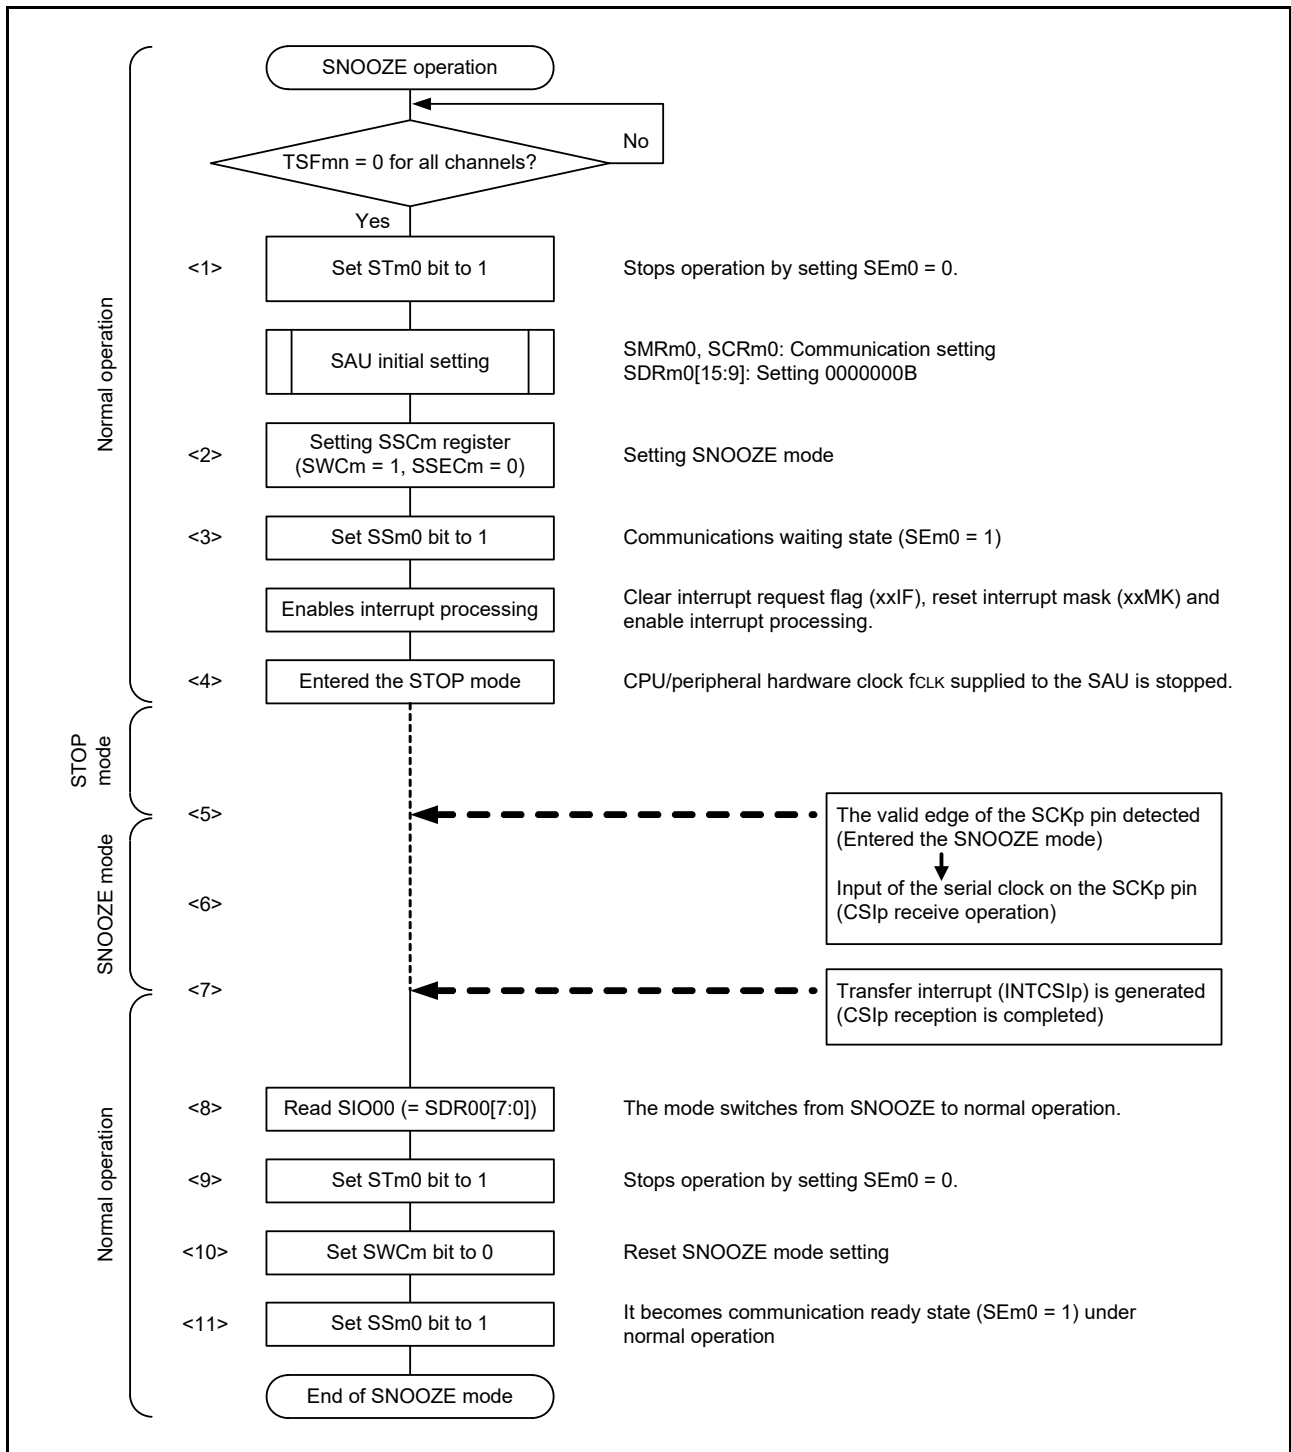 SNOOZE operation
No
TSFmn = 0 for all channels?
Yes
<1> Set STm0 bit to 1 Stops operation by setting SEm0 = 0.
SAU initial setting
SMRm0, SCRm0: Communication setting
SDRm0[15:9]: Setting 0000000B
Normal operation
<2>
Setting SSCm register
(SWCm = 1, SSECm = 0)
Setting SNOOZE mode
<3> Set SSm0 bit to 1 Communications waiting state (SEm0 = 1)
Enables interrupt processing
Clear interrupt request flag (xxIF), reset interrupt mask (xxMK) and
enable interrupt processing.
<4> Entered the STOP mode CPU/peripheral hardware clock fCLK supplied to the SAU is stopped.
STOP
mode
<5>
The valid edge of the SCKp pin detected
(Entered the SNOOZE mode)
SNOOZE mode
<6>
Input of the serial clock on the SCKp pin
(CSIp receive operation)
<7>
Transfer interrupt (INTCSIp) is generated
(CSIp reception is completed)
<8> Read SIO00 (= SDR00[7:0]) The mode switches from SNOOZE to normal operation.
Normal operation
<9> Set STm0 bit to 1 Stops operation by setting SEm0 = 0.
<10> Set SWCm bit to 0 Reset SNOOZE mode setting
<11> Set SSm0 bit to 1
It becomes communication ready state (SEm0 = 1) under
normal operation
End of SNOOZE mode